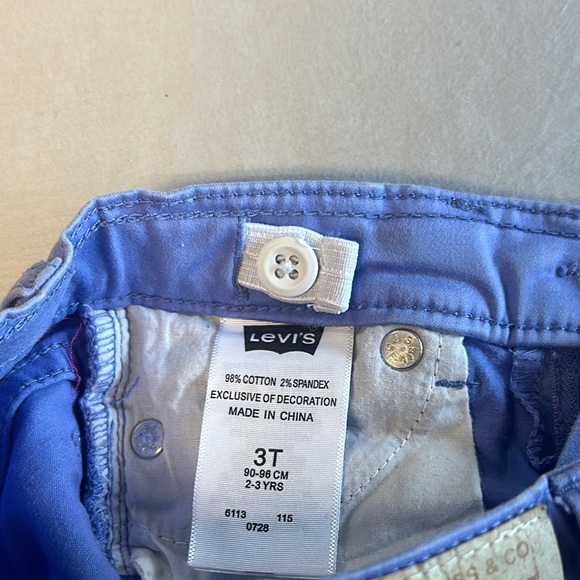 LEVI'S
98% COTTON 2% SPANDEX
EXCLUSIVE OF DECORATION
MADE IN CHINA
3T
90-96 CM
2-3 YRS
6113 115
0728
& CO.